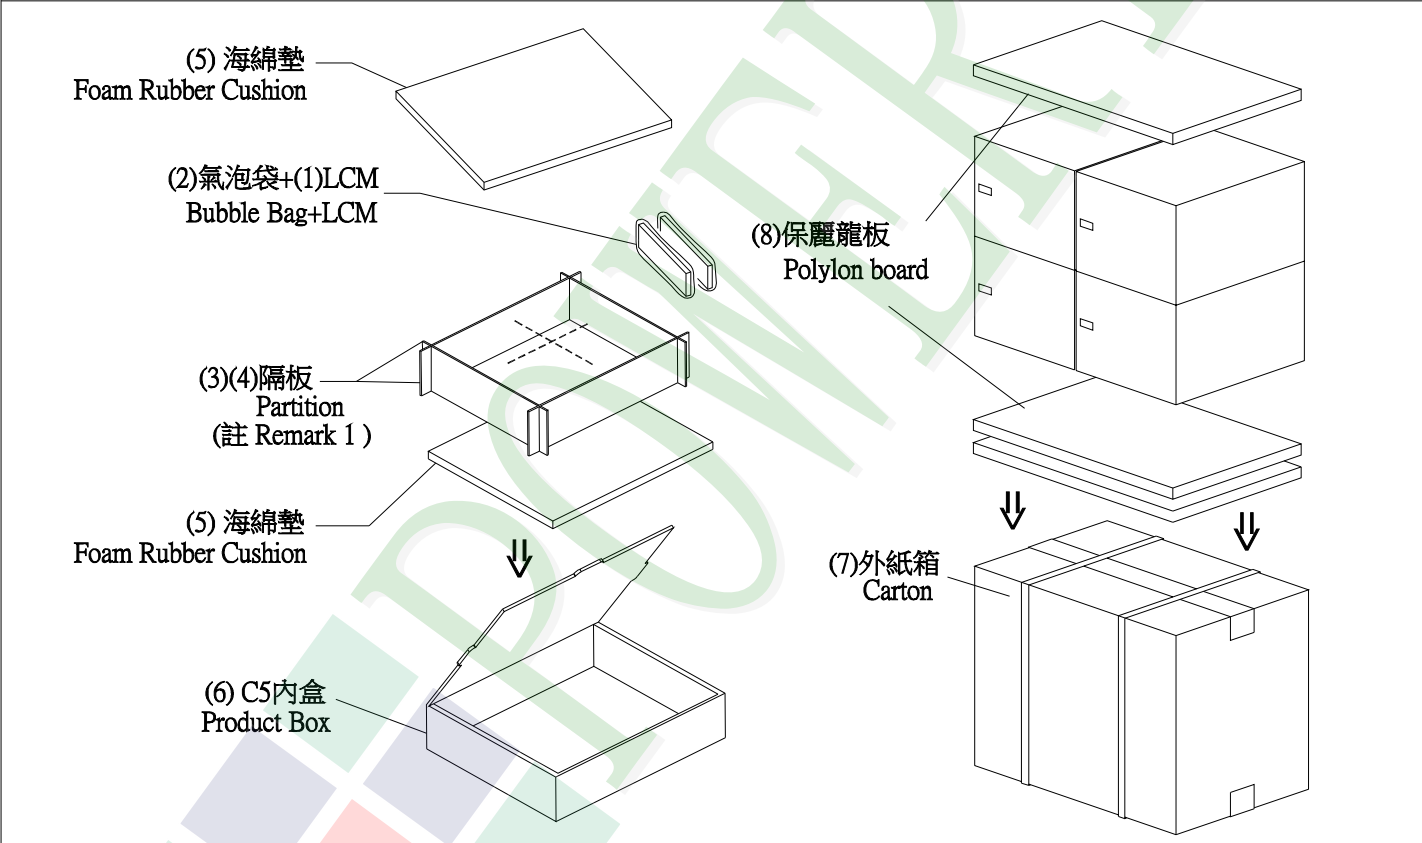 (5) 海綿墊
Foam Rubber Cushion
(2)氣泡袋+(1)LCM
Bubble Bag+LCM
(3)(4)隔板
Partition
(註 Remark 1 )
(5) 海綿墊
Foam Rubber Cushion
(6) C5內盒
Product Box
(8)保麗龍板
Polylon board
(7)外紙箱
Carton
POWER